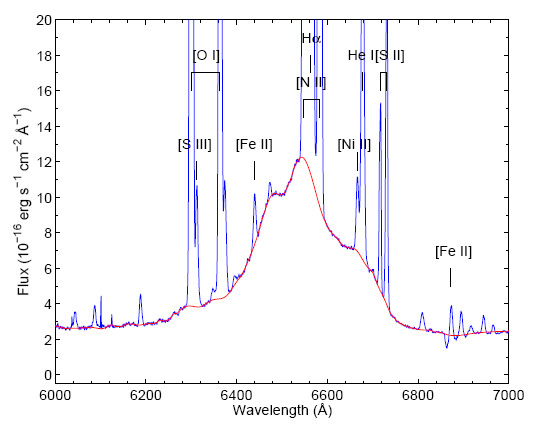 20
18
16
14
12
10
8
6
4
2
0
Flux (10⁻¹⁶ erg s⁻¹ cm⁻² Å⁻¹)
Hα
[O I]
He I [S II]
[N II]
[S III]
[Fe II]
[Ni II]
[Fe II]
6000 6200 6400 6600 6800 7000
Wavelength (Å)